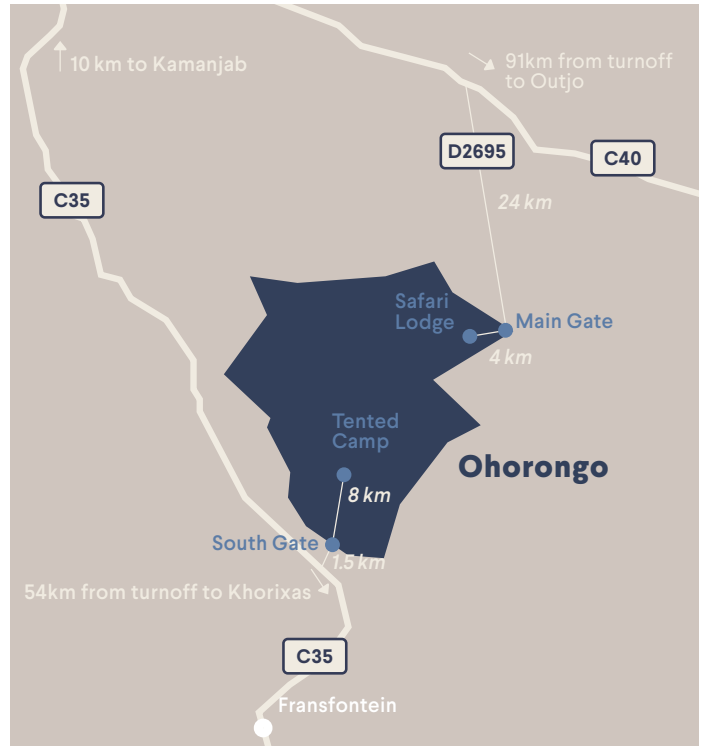 10 km to Kamanjab
91km from turnoff
to Outjo
D2695
C40
C35
24 km
Safari
Lodge
Main Gate
4 km
Tented
Camp
Ohorongo
8 km
South Gate
1.5 km
54km from turnoff to Khorixas
C35
Fransfontein